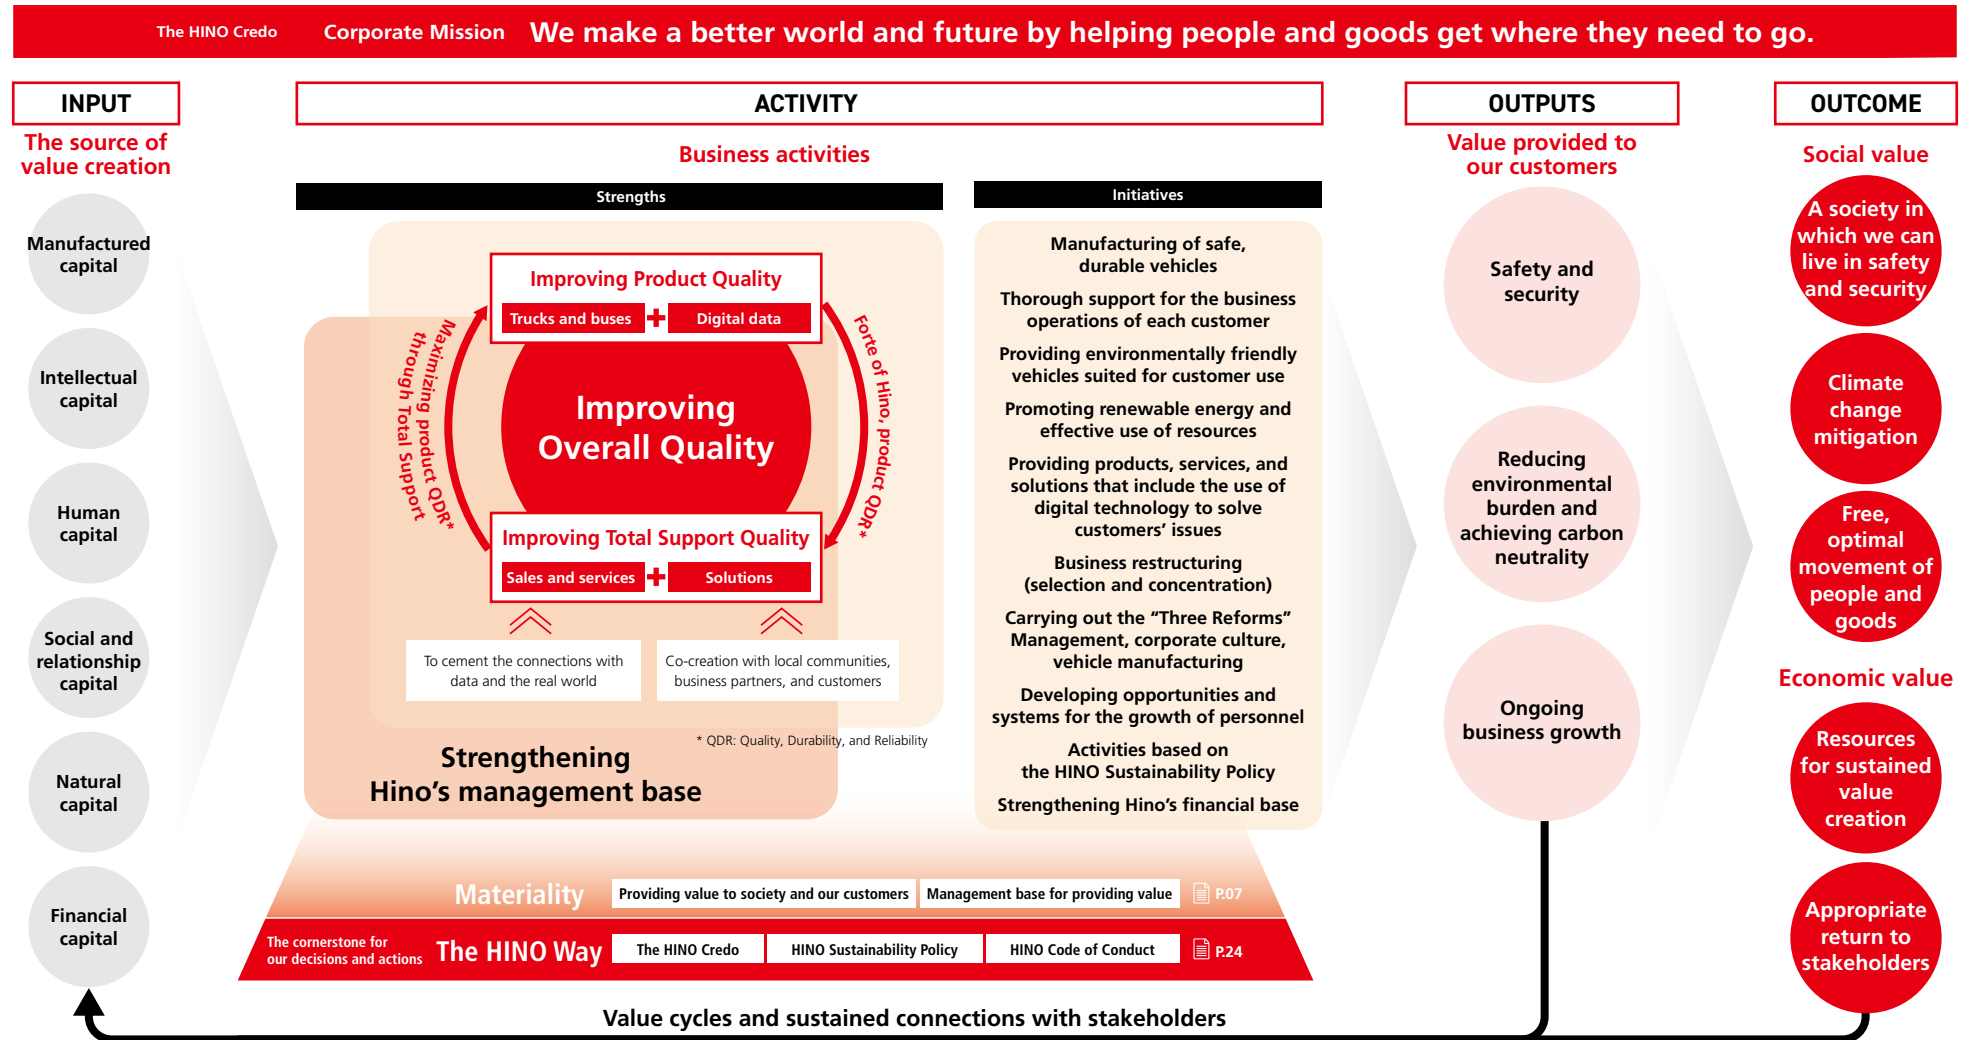 The HINO Credo Corporate Mission We make a better world and future by helping people and goods get where they need to go.
INPUT
The source of
value creation
Manufactured
capital
Intellectual
capital
Human
capital
Social and
relationship
capital
Natural
capital
Financial
capital
ACTIVITY
Business activities
Strengths
Improving Product Quality
Trucks and buses + Digital data
Maximizing product QDR*
through Total Support
Forte of Hino, product QDR*
Improving
Overall Quality
Improving Total Support Quality
Sales and services + Solutions
To cement the connections with
data and the real world
Co-creation with local communities,
business partners, and customers
* QDR: Quality, Durability, and Reliability
Strengthening
Hino's management base
Initiatives
Manufacturing of safe,
durable vehicles
Thorough support for the business
operations of each customer
Providing environmentally friendly
vehicles suited for customer use
Promoting renewable energy and
effective use of resources
Providing products, services, and
solutions that include the use of
digital technology to solve
customers' issues
Business restructuring
(selection and concentration)
Carrying out the "Three Reforms"
Management, corporate culture,
vehicle manufacturing
Developing opportunities and
systems for the growth of personnel
Activities based on
the HINO Sustainability Policy
Strengthening Hino's financial base
Materiality Providing value to society and our customers Management base for providing value P.07
The cornerstone for
our decisions and actions
The HINO Way The HINO Credo HINO Sustainability Policy HINO Code of Conduct P.24
OUTPUTS
Value provided to
our customers
Safety and
security
Reducing
environmental
burden and
achieving carbon
neutrality
Ongoing
business growth
OUTCOME
Social value
A society in
which we can
live in safety
and security
Climate
change
mitigation
Free,
optimal
movement of
people and
goods
Economic value
Resources
for sustained
value
creation
Appropriate
return to
stakeholders
Value cycles and sustained connections with stakeholders